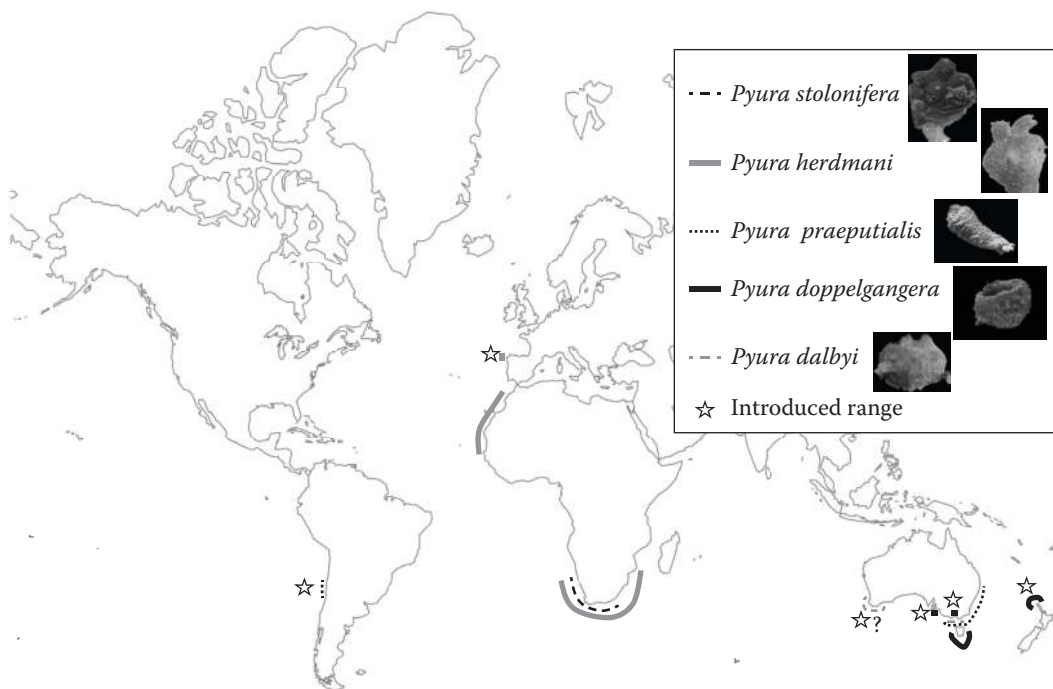 Pyura stolonifera
Pyura herdmani
Pyura praeputialis
Pyura doppelgangera
Pyura dalbyi
Introduced range
?